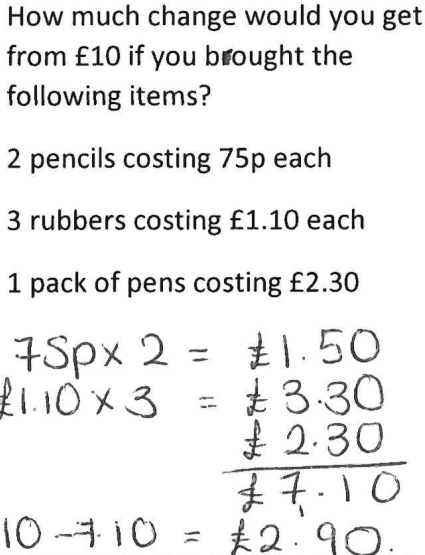 How much change would you get
from £10 if you brought the
following items?
2 pencils costing 75p each
3 rubbers costing £1.10 each
1 pack of pens costing £2.30
75p x 2 = £1.50
£1.10 x 3 = £3.30
£2.30
£7.10
10 - 7.10 = £2.90.